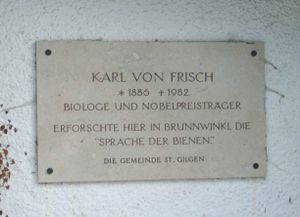 KARL VON FRISCH
* 1886 + 1982
BIOLOGE UND NOBELPREISTRÄGER
ERFORSCHTE HIER IN BRUNNWINKL DIE
"SPRACHE DER BIENEN."
DIE GEMEINDE ST. GILGEN